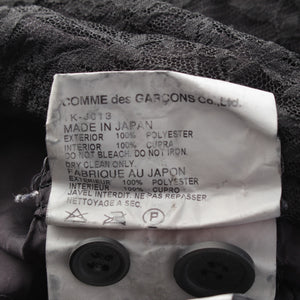 COMME des GARCONS Co., Ltd.
K-J013
MADE IN JAPAN
EXTERIOR 100% POLYESTER
INTERIOR 100% CUPRA
DO NOT BLEACH. DO NOT IRON.
DRY CLEAN ONLY.
FABRIQUE AU JAPON
EXTERIEUR 100% POLYESTER
INTERIEUR 100% CUPRO
JAVEL INTERDIT. NE PAS REPASSER.
NETTOYAGE A SEC.
P